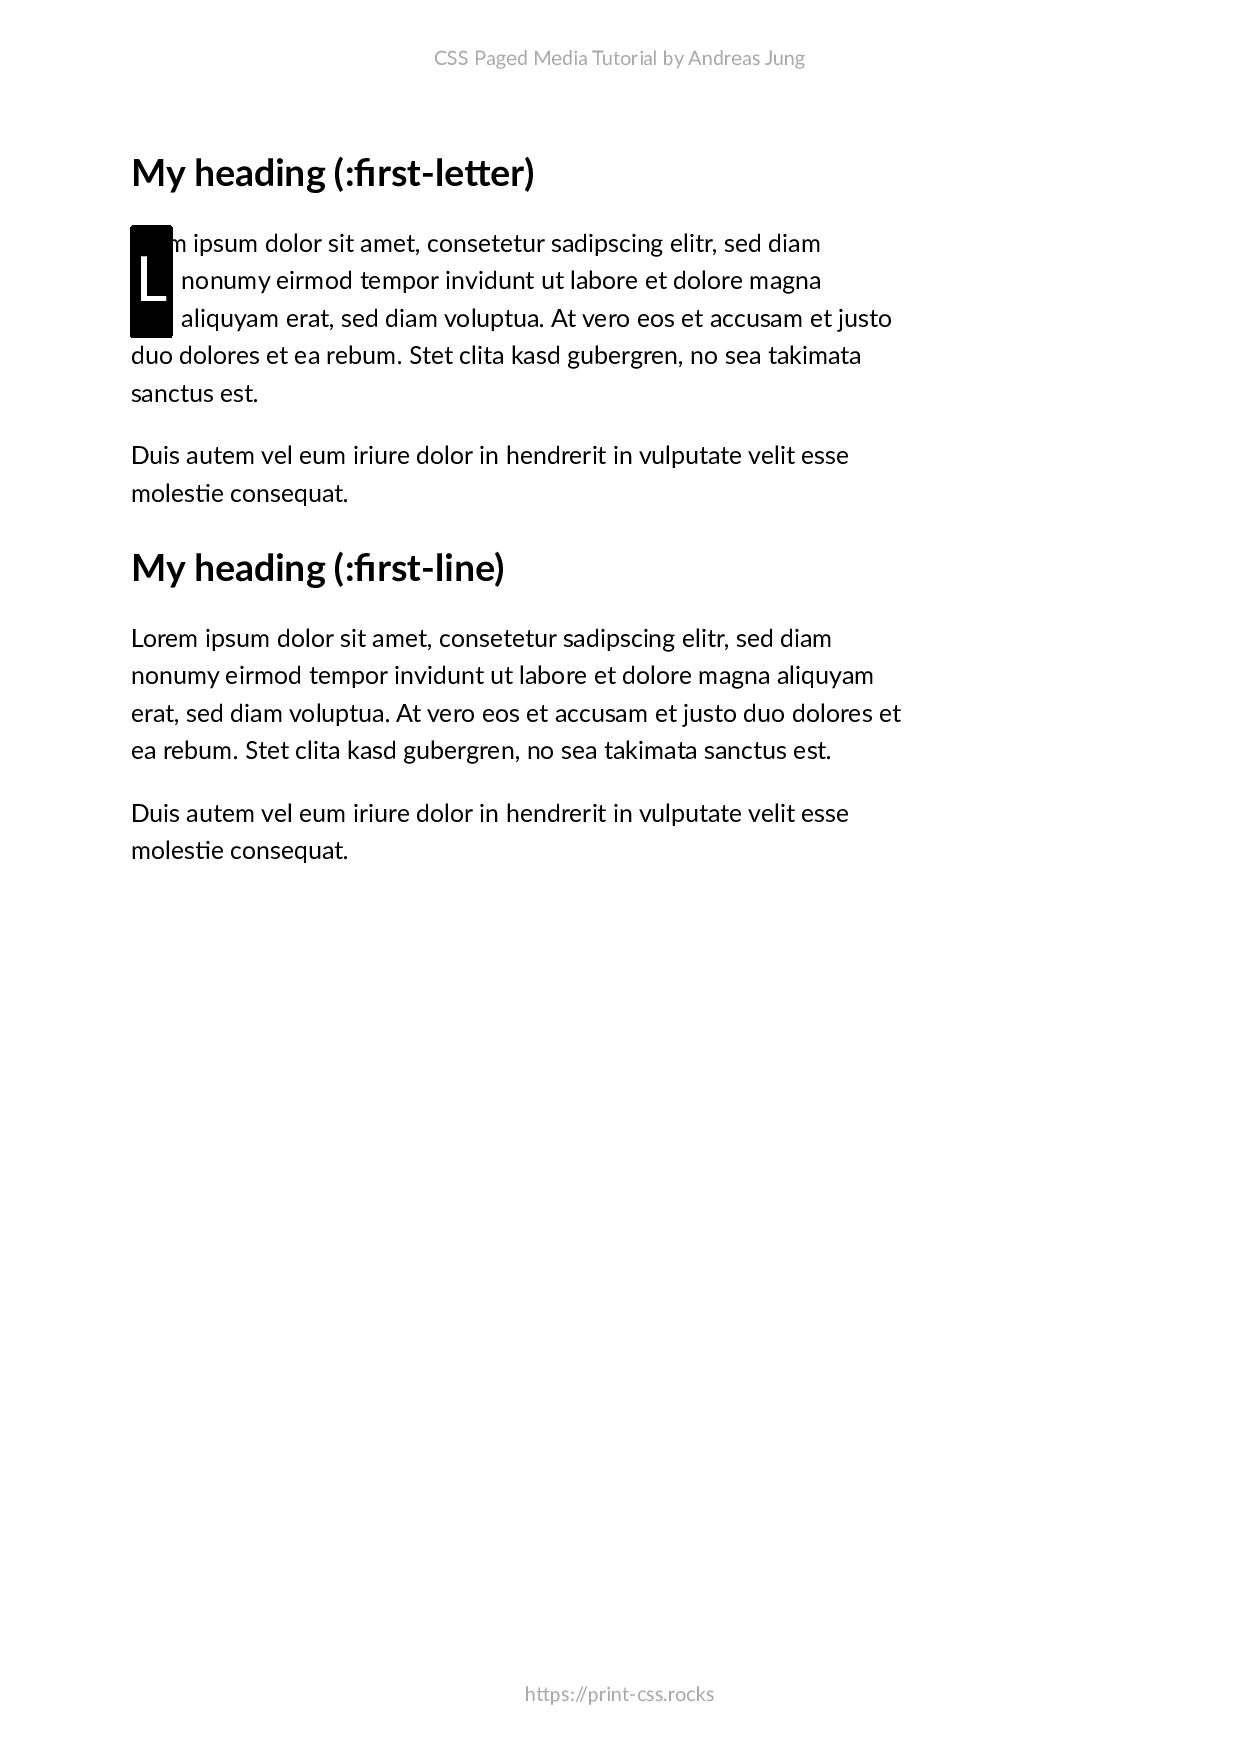 CSS Paged Media Tutorial by Andreas Jung
My heading (:first-letter)
L
m ipsum dolor sit amet, consetetur sadipscing elitr, sed diam
nonumy eirmod tempor invidunt ut labore et dolore magna
aliquyam erat, sed diam voluptua. At vero eos et accusam et justo
duo dolores et ea rebum. Stet clita kasd gubergren, no sea takimata
sanctus est.
Duis autem vel eum iriure dolor in hendrerit in vulputate velit esse
molestie consequat.
My heading (:first-line)
Lorem ipsum dolor sit amet, consetetur sadipscing elitr, sed diam
nonumy eirmod tempor invidunt ut labore et dolore magna aliquyam
erat, sed diam voluptua. At vero eos et accusam et justo duo dolores et
ea rebum. Stet clita kasd gubergren, no sea takimata sanctus est.
Duis autem vel eum iriure dolor in hendrerit in vulputate velit esse
molestie consequat.
https://print-css.rocks